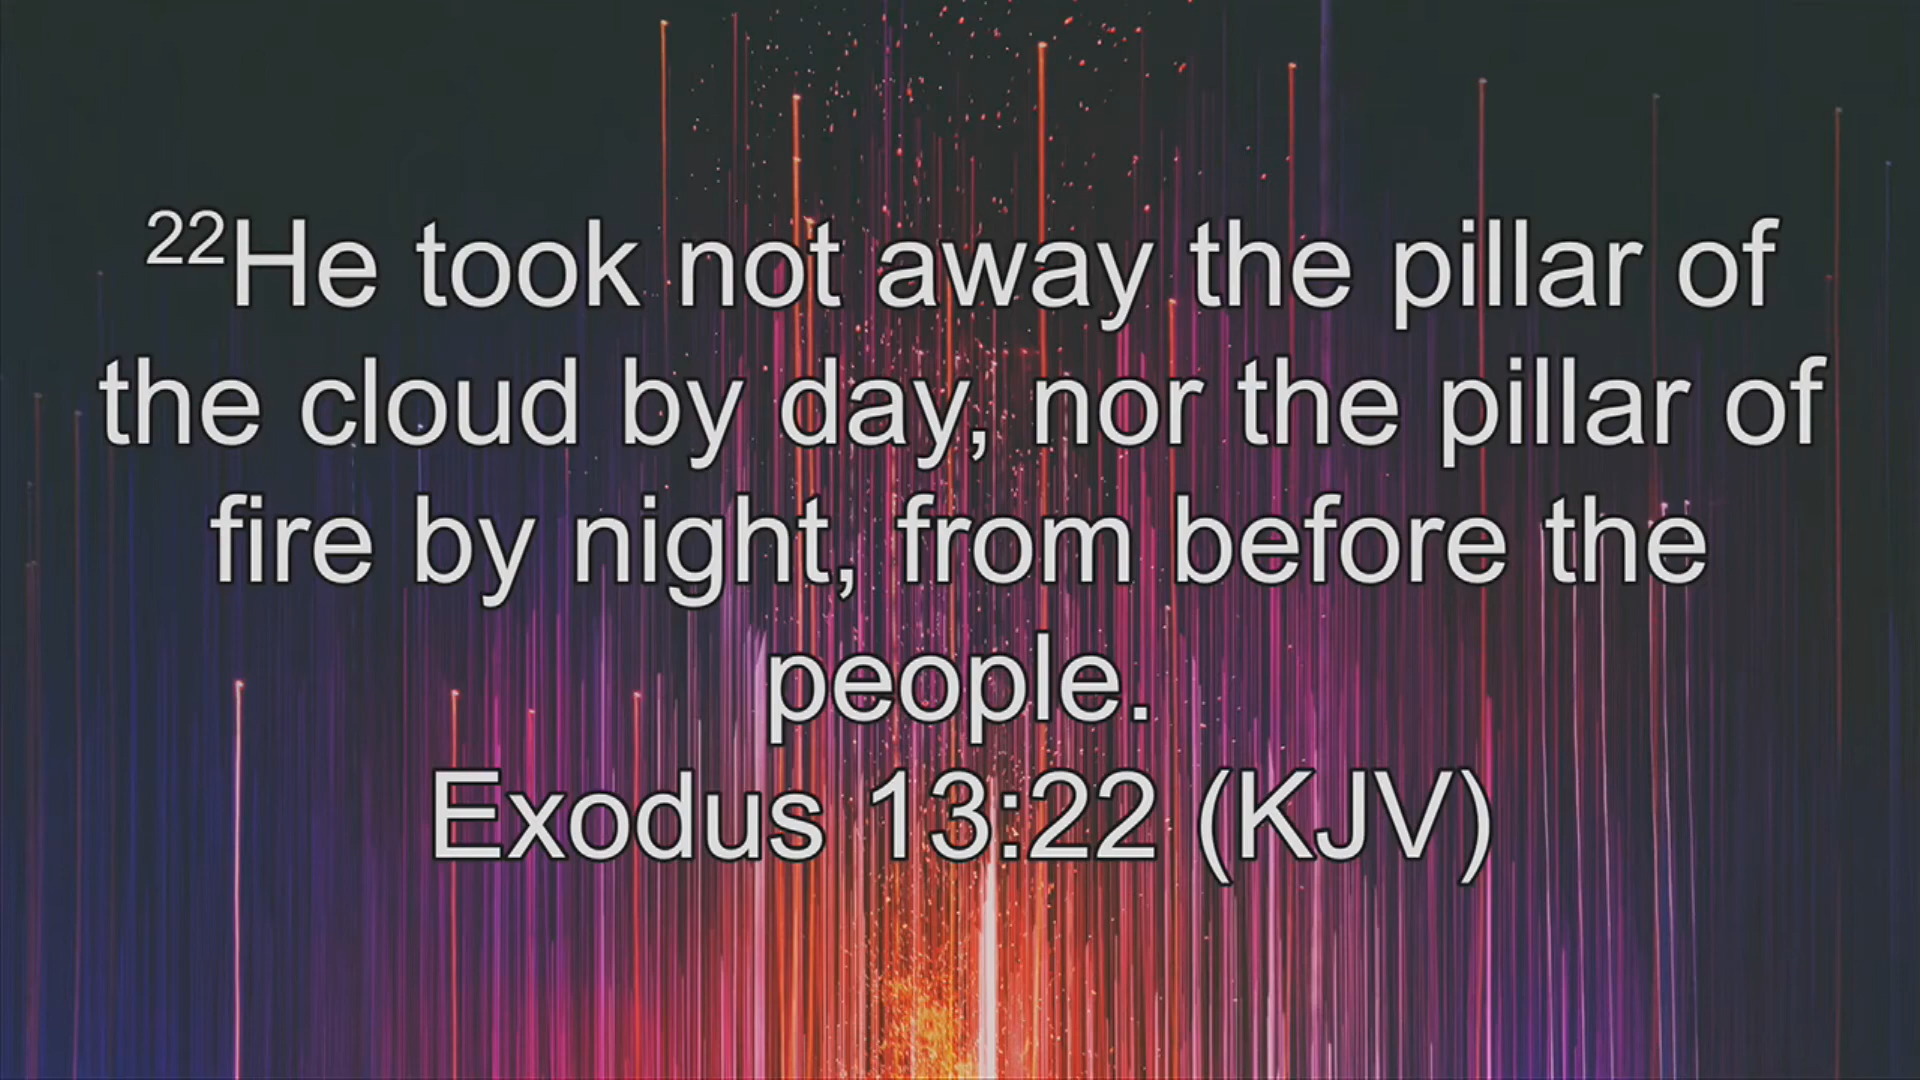 22He took not away the pillar of
the cloud by day, nor the pillar of
fire by night, from before the
people.
Exodus 13:22 (KJV)